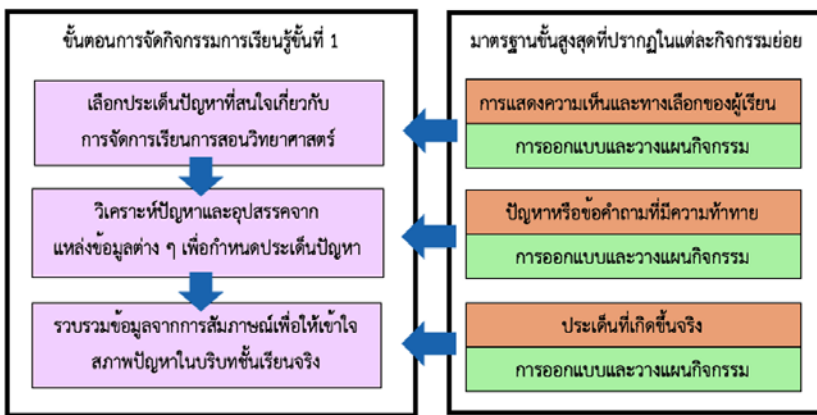 ขั้นตอนการจัดกิจกรรมการเรียนรู้ขั้นที่ 1
เลือกประเด็นปัญหาที่สนใจเกี่ยวกับ
การจัดการเรียนการสอนวิทยาศาสตร์
วิเคราะห์ปัญหาและอุปสรรคจาก
แหล่งข้อมูลต่าง ๆ เพื่อกำหนดประเด็นปัญหา
รวบรวมข้อมูลจากการสัมภาษณ์เพื่อให้เข้าใจ
สภาพปัญหาในบริบทชั้นเรียนจริง
มาตรฐานขั้นสูงสุดที่ปรากฏในแต่ละกิจกรรมย่อย
การแสดงความเห็นและทางเลือกของผู้เรียน
การออกแบบและวางแผนกิจกรรม
ปัญหาหรือข้อคำถามที่มีความท้าทาย
การออกแบบและวางแผนกิจกรรม
ประเด็นที่เกิดขึ้นจริง
การออกแบบและวางแผนกิจกรรม